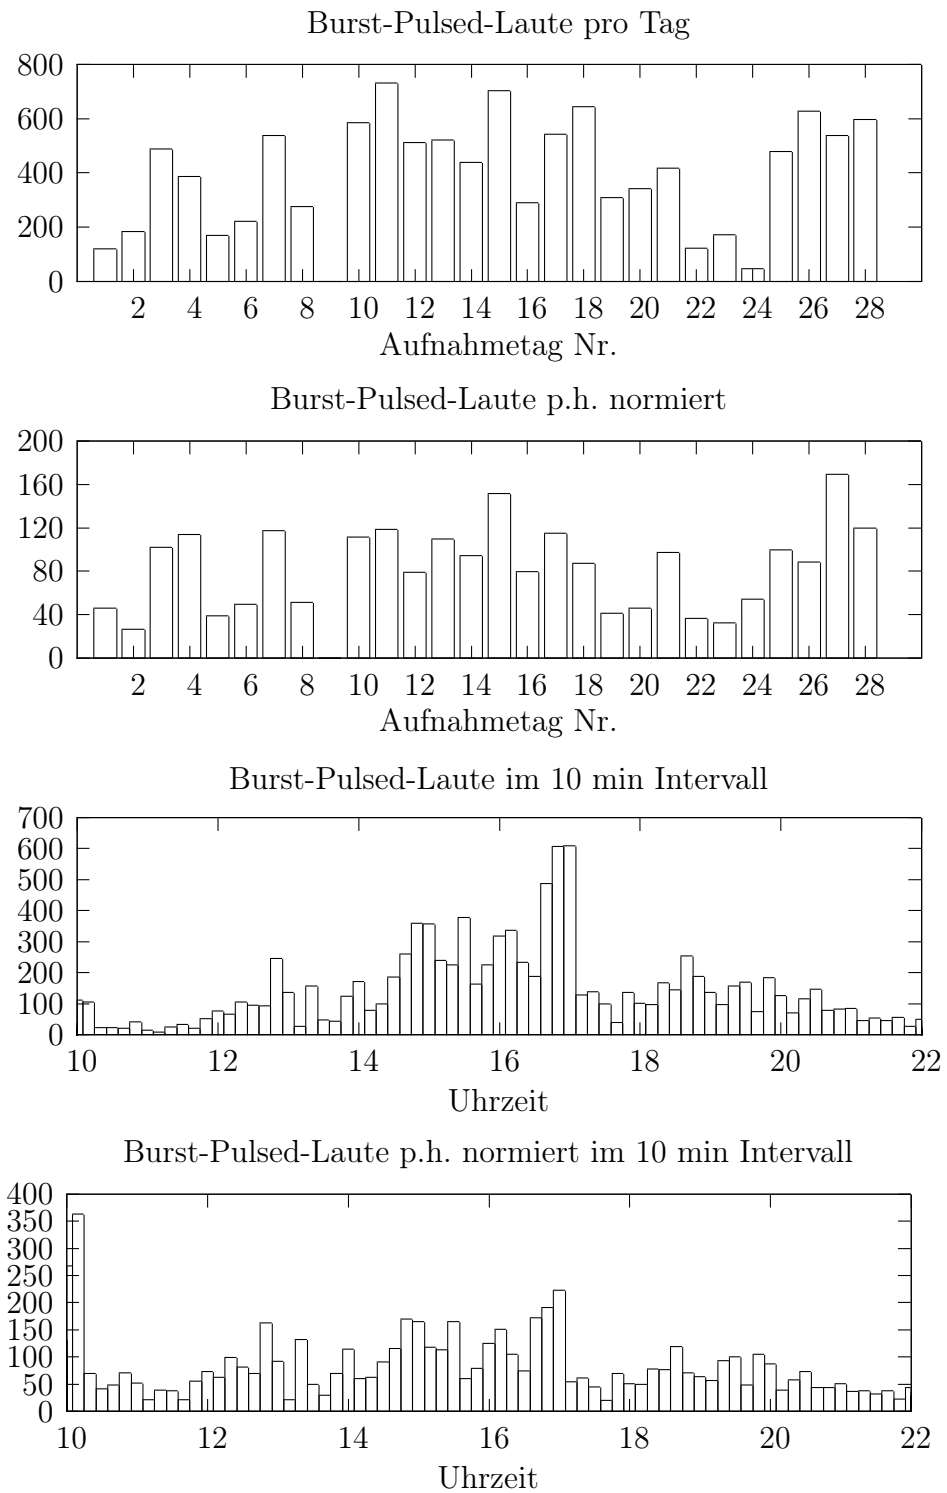 Burst-Pulsed-Laute pro Tag
800
600
400
200
0
2 4 6 8 10 12 14 16 18 20 22 24 26 28
Aufnahmetag Nr.
Burst-Pulsed-Laute p.h. normiert
200
160
120
80
40
0
2 4 6 8 10 12 14 16 18 20 22 24 26 28
Aufnahmetag Nr.
Burst-Pulsed-Laute im 10 min Intervall
700
600
500
400
300
200
100
0
10 12 14 16 18 20 22
Uhrzeit
Burst-Pulsed-Laute p.h. normiert im 10 min Intervall
400
350
300
250
200
150
100
50
0
10 12 14 16 18 20 22
Uhrzeit